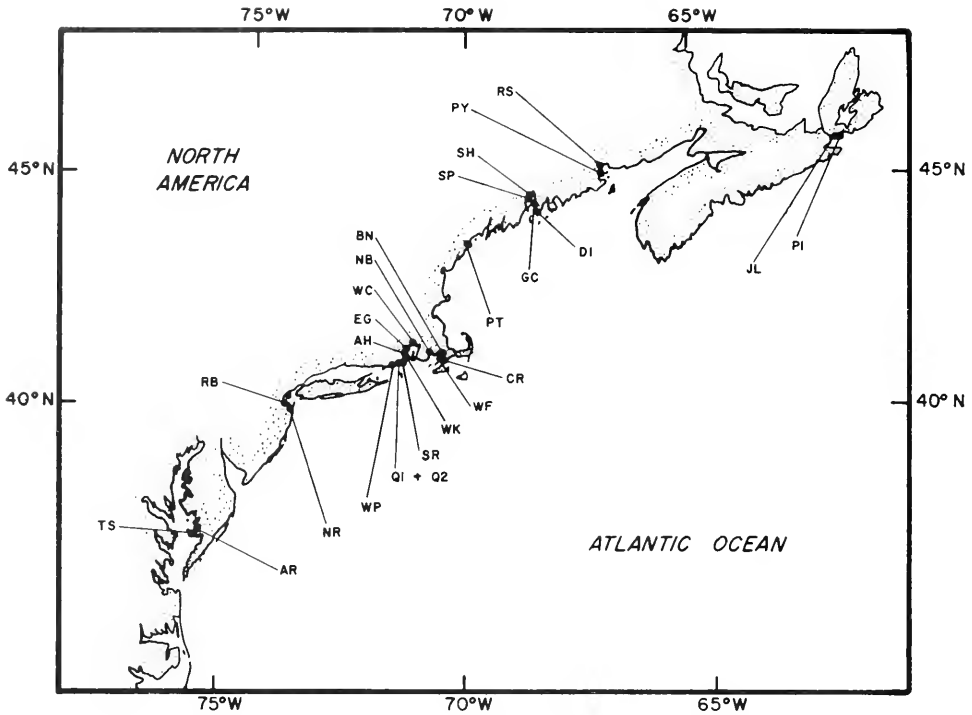 75°W 70°W 65°W
RS
PY
NORTH
AMERICA
SH
45°N
45°N
SP
BN
DI
PI
NB
GC
JL
WC
EG
PT
AH
RB
CR
40°N
40°N
WF
WK
SR
Q1 + Q2
WP
NR
TS
ATLANTIC OCEAN
AR
75°W 70°W 65°W